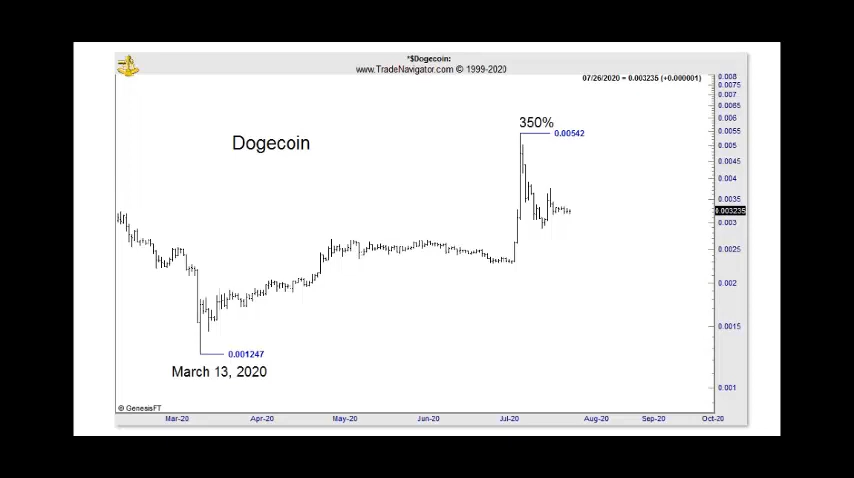 *$Dogecoin:
www.TradeNavigator.com © 1999-2020
07/26/2020 = 0.003235 (+0.000001)
0.008
0.0075
0.007
0.0065
0.006
350%
0.0055
0.00542
Dogecoin
0.005
0.0045
0.004
0.0035
0.003235
0.003
0.0025
0.002
0.0015
0.001247
March 13, 2020
0.001
© GenesisFT
Mar-20 Apr-20 May-20 Jun-20 Jul-20 Aug-20 Sep-20 Oct-20